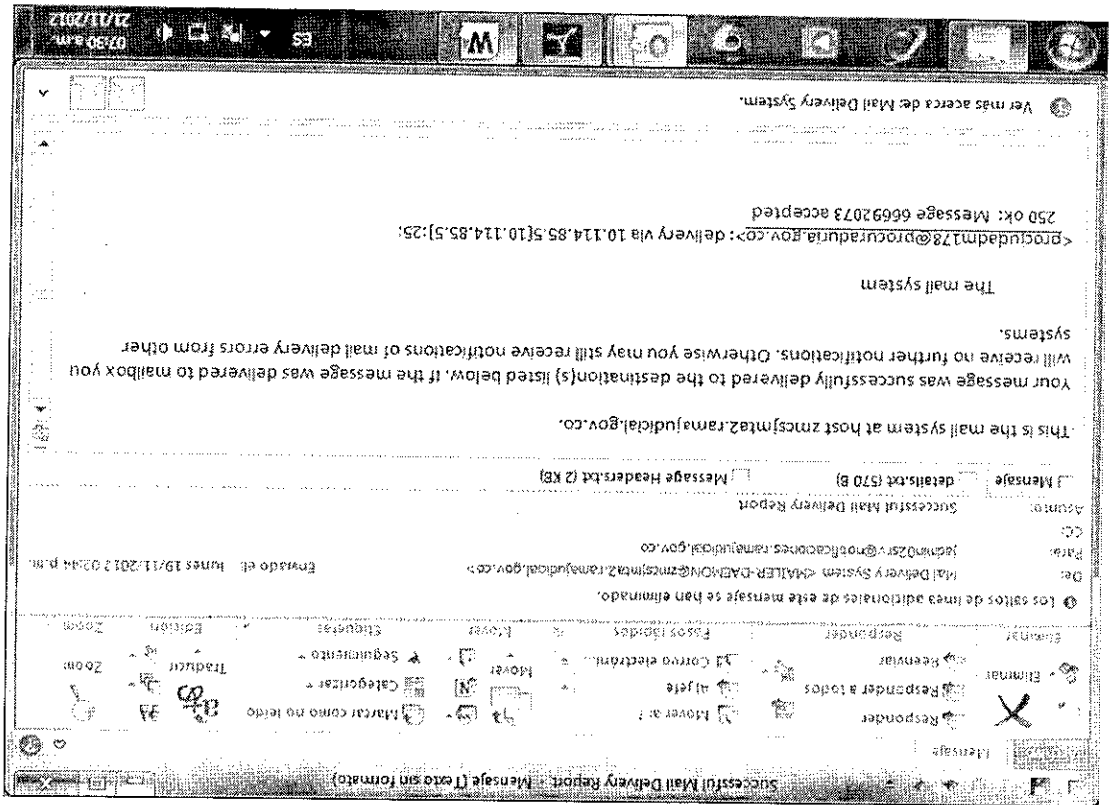 Successful Mail Delivery Report - Mensaje (Texto sin formato)
Mensaje
Eliminar
Responder
Responder a todos
Reenviar
Mover a: ?
Al jefe
Correo electróni...
Mover
Marcar como no leído
Categorizar
Seguimiento
Traducir
Zoom
Eliminar
Responder
Pasos rápidos
Mover
Etiquetas
Edición
Zoom
Los saltos de línea adicionales de este mensaje se han eliminado.
De: Mail Delivery System <MAILER-DAEMON@zmcsjmta2.ramajudicial.gov.co> Enviado el: lunes 19/11/2012 02:44 p.m.
Para: jadmin02srv@notificaciones.ramajudicial.gov.co
CC:
Asunto: Successful Mail Delivery Report
Mensaje details.txt (570 B) Message Headers.txt (2 KB)
This is the mail system at host zmcsjmta2.ramajudicial.gov.co.
Your message was successfully delivered to the destination(s) listed below. If the message was delivered to mailbox you
will receive no further notifications. Otherwise you may still receive notifications of mail delivery errors from other
systems.
The mail system
<procjudadm178@procuraduria.gov.co>: delivery via 10.114.85.5[10.114.85.5]:25:
250 ok: Message 66692073 accepted
Ver más acerca de: Mail Delivery System.
ES
07:30 a.m.
21/11/2012